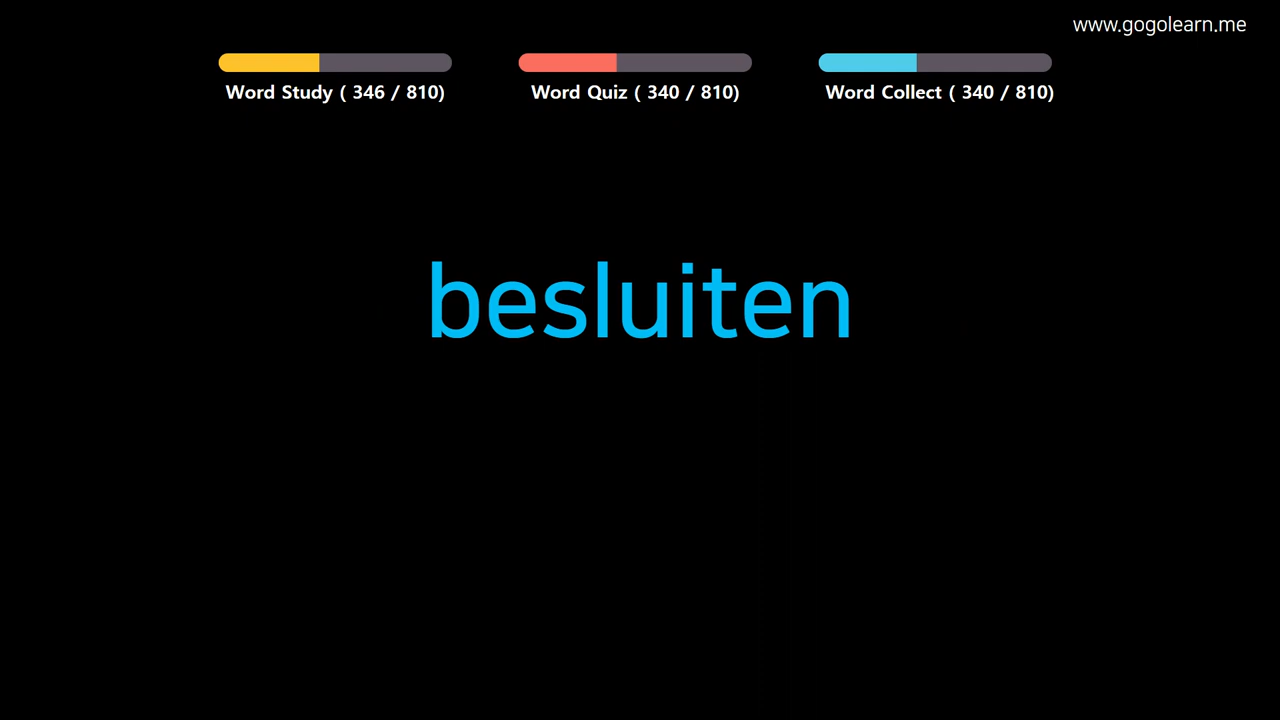 www.gogolearn.me
Word Study ( 346 / 810)
Word Quiz ( 340 / 810)
Word Collect ( 340 / 810)
besluiten